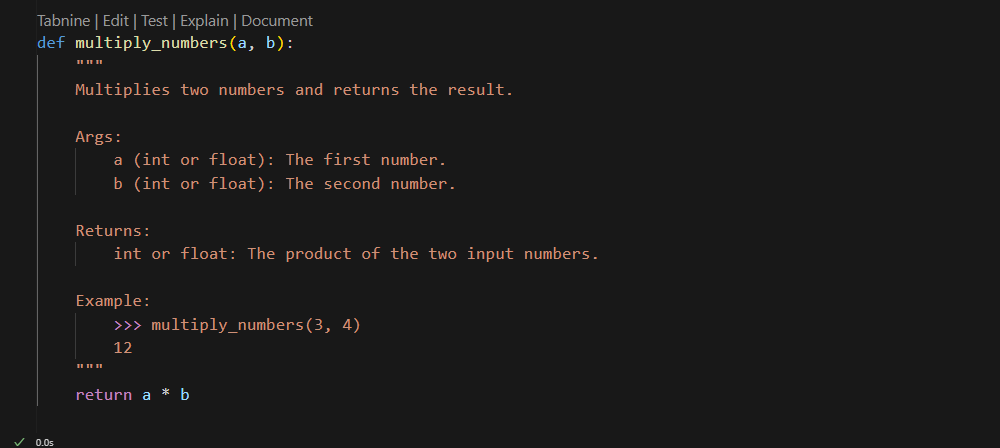 Tabnine | Edit | Test | Explain | Document
def multiply_numbers(a, b):
    """
    Multiplies two numbers and returns the result.

    Args:
        a (int or float): The first number.
        b (int or float): The second number.

    Returns:
        int or float: The product of the two input numbers.

    Example:
        >>> multiply_numbers(3, 4)
        12
    """
    return a * b
0.0s